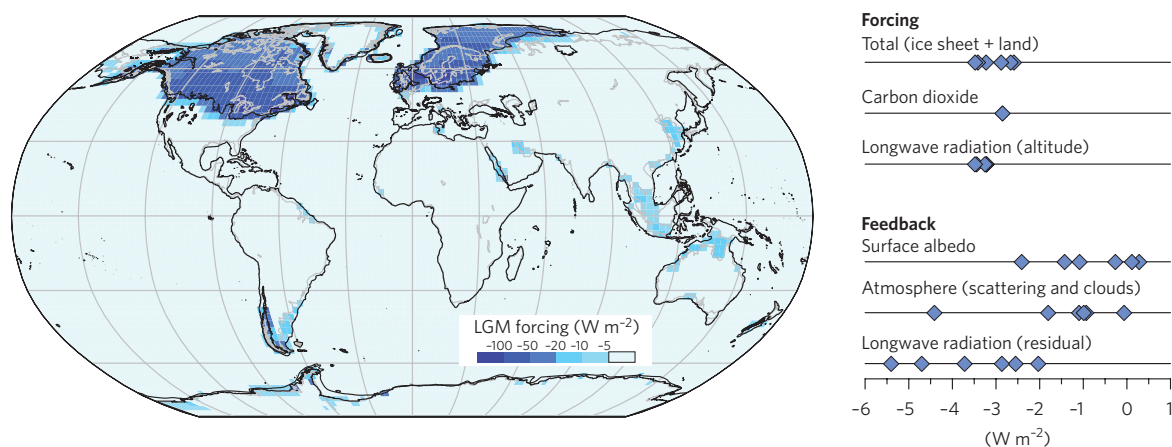 LGM forcing (W m⁻²)
-100 -50 -20 -10 -5
Forcing
Total (ice sheet + land)
Carbon dioxide
Longwave radiation (altitude)
Feedback
Surface albedo
Atmosphere (scattering and clouds)
Longwave radiation (residual)
-6 -5 -4 -3 -2 -1 0 1
(W m⁻²)